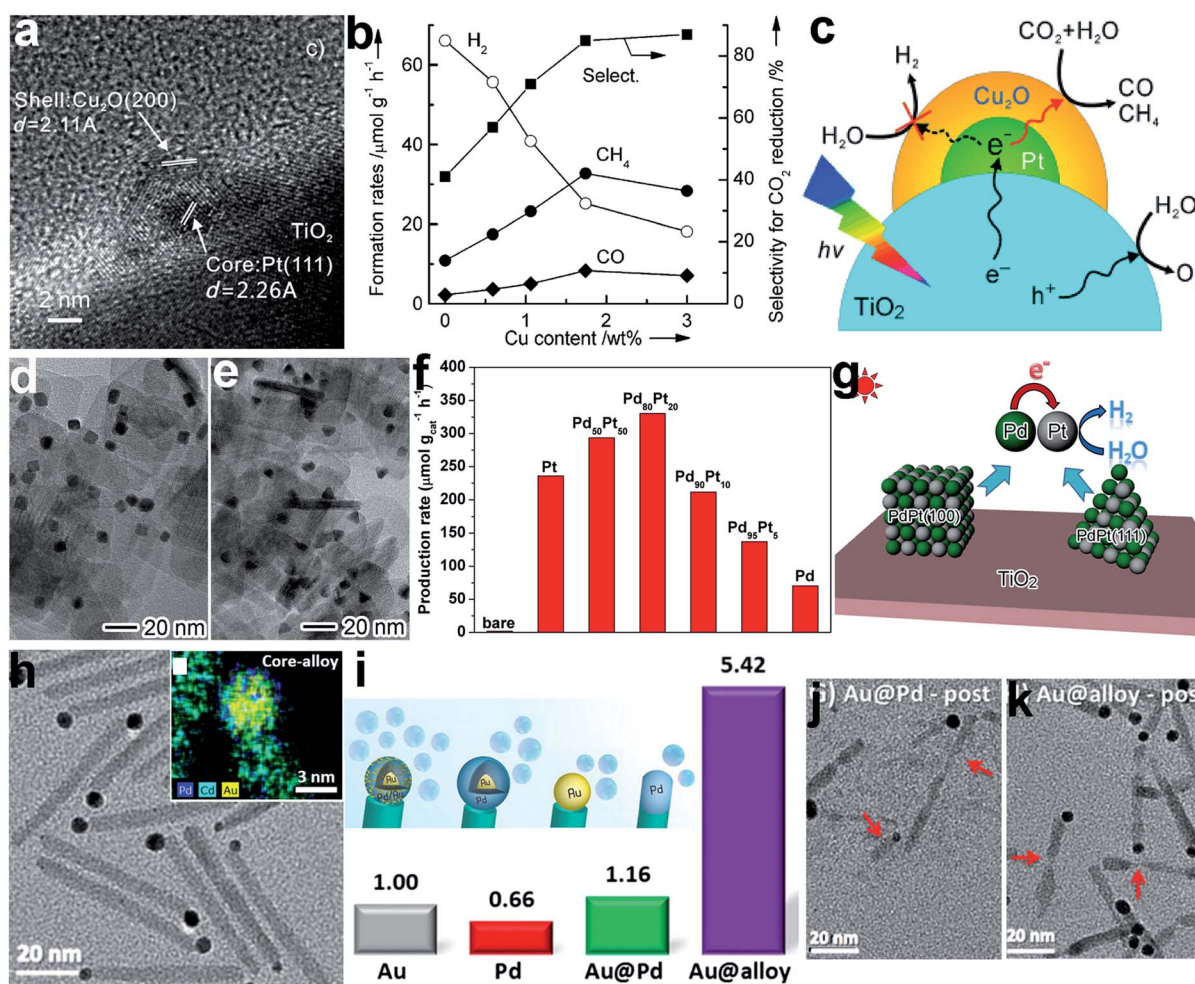 a
c)
Shell:Cu₂O(200)
d=2.11A
TiO₂
Core:Pt(111)
d=2.26A
2 nm
b
Formation rates /μmol g⁻¹ h⁻¹
60
40
20
0
H₂
Select.
CH₄
CO
80
60
40
20
0
Selectivity for CO₂ reduction /%
0
1
2
3
Cu content /wt%
c
CO₂+H₂O
H₂
Cu₂O
CO
CH₄
H₂O
e⁻
Pt
H₂O
hν
e⁻
h⁺
O
TiO₂
d
20 nm
e
20 nm
f
Production rate (μmol g_cat⁻¹ h⁻¹)
400
350
300
250
200
150
100
50
0
bare
Pt
Pd₅₀Pt₅₀
Pd₈₀Pt₂₀
Pd₉₀Pt₁₀
Pd₉₅Pt₅
Pd
g
e⁻
Pd
Pt
H₂
H₂O
PdPt(100)
PdPt(111)
TiO₂
h
Core-alloy
Pd
Cd
Au
3 nm
20 nm
i
5.42
Au
Pd/Au
Au
Pd
Au
Pd
1.00
0.66
1.16
Au
Pd
Au@Pd
Au@alloy
j
Au@Pd - post
20 nm
k
Au@alloy - pos
20 nm